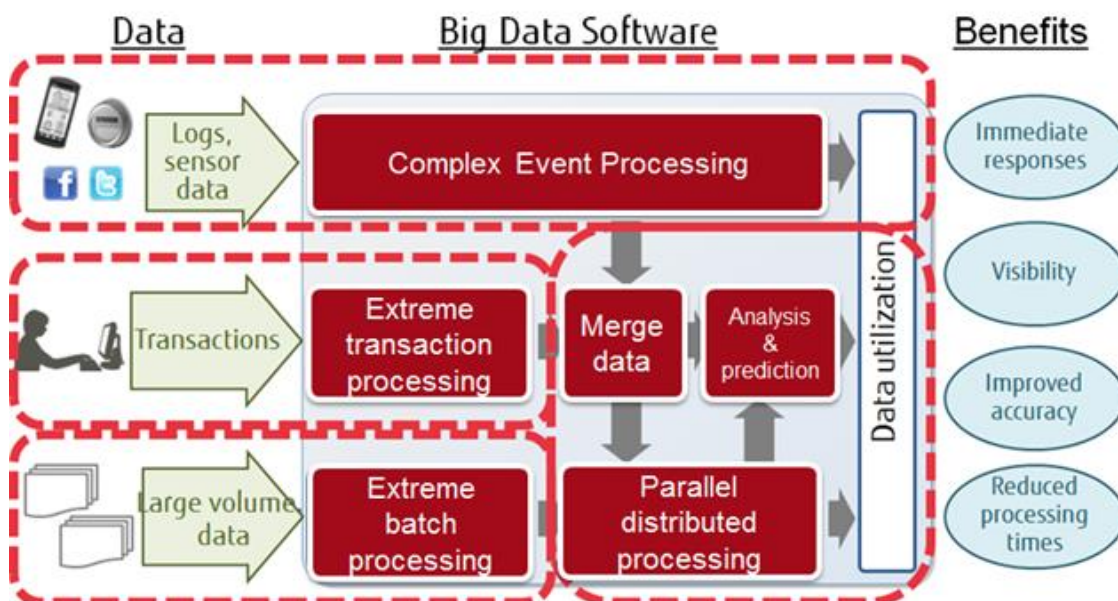 Data
Big Data Software
Benefits
Logs,
sensor
data
Complex Event Processing
Immediate
responses
Transactions
Extreme
transaction
processing
Merge
data
Analysis
&
prediction
Data utilization
Visibility
Improved
accuracy
Large volume
data
Extreme
batch
processing
Parallel
distributed
processing
Reduced
processing
times